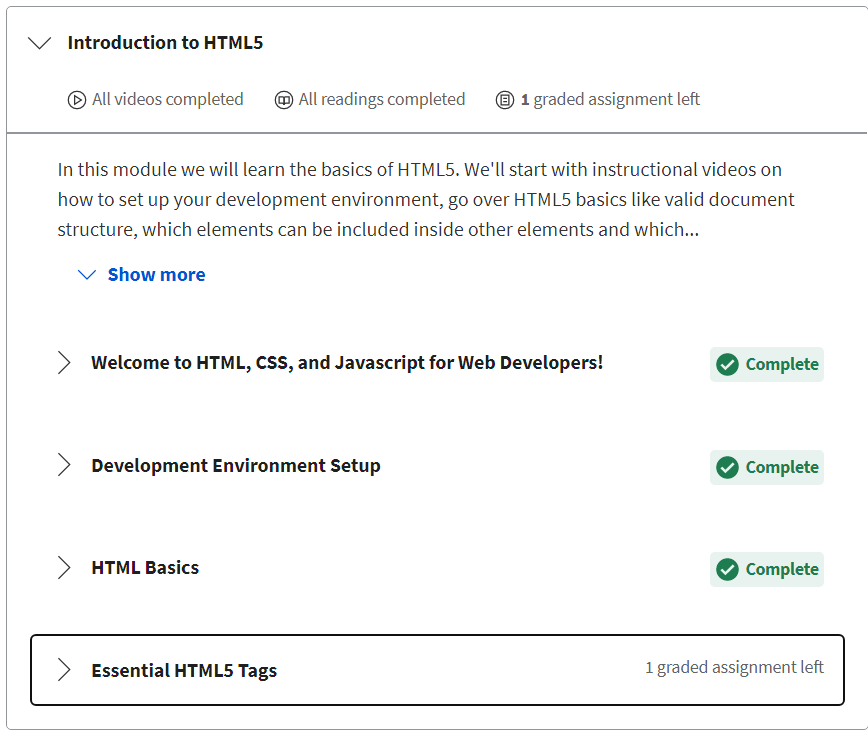 Introduction to HTML5
All videos completed
All readings completed
1 graded assignment left
In this module we will learn the basics of HTML5. We'll start with instructional videos on
how to set up your development environment, go over HTML5 basics like valid document
structure, which elements can be included inside other elements and which...
Show more
Welcome to HTML, CSS, and Javascript for Web Developers!
Complete
Development Environment Setup
Complete
HTML Basics
Complete
Essential HTML5 Tags
1 graded assignment left